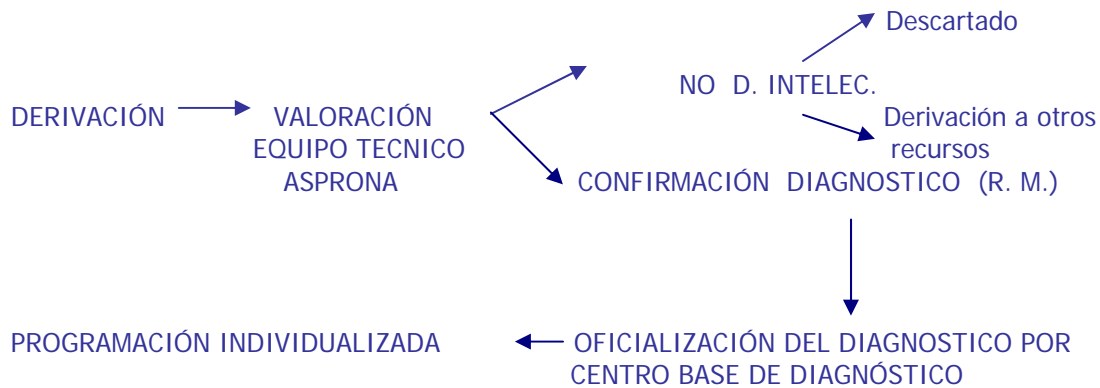 Descartado
NO D. INTELEC.
DERIVACIÓN
VALORACIÓN
EQUIPO TECNICO
ASPRONA
Derivación a otros
recursos
CONFIRMACIÓN DIAGNOSTICO (R. M.)
PROGRAMACIÓN INDIVIDUALIZADA
OFICIALIZACIÓN DEL DIAGNOSTICO POR
CENTRO BASE DE DIAGNÓSTICO